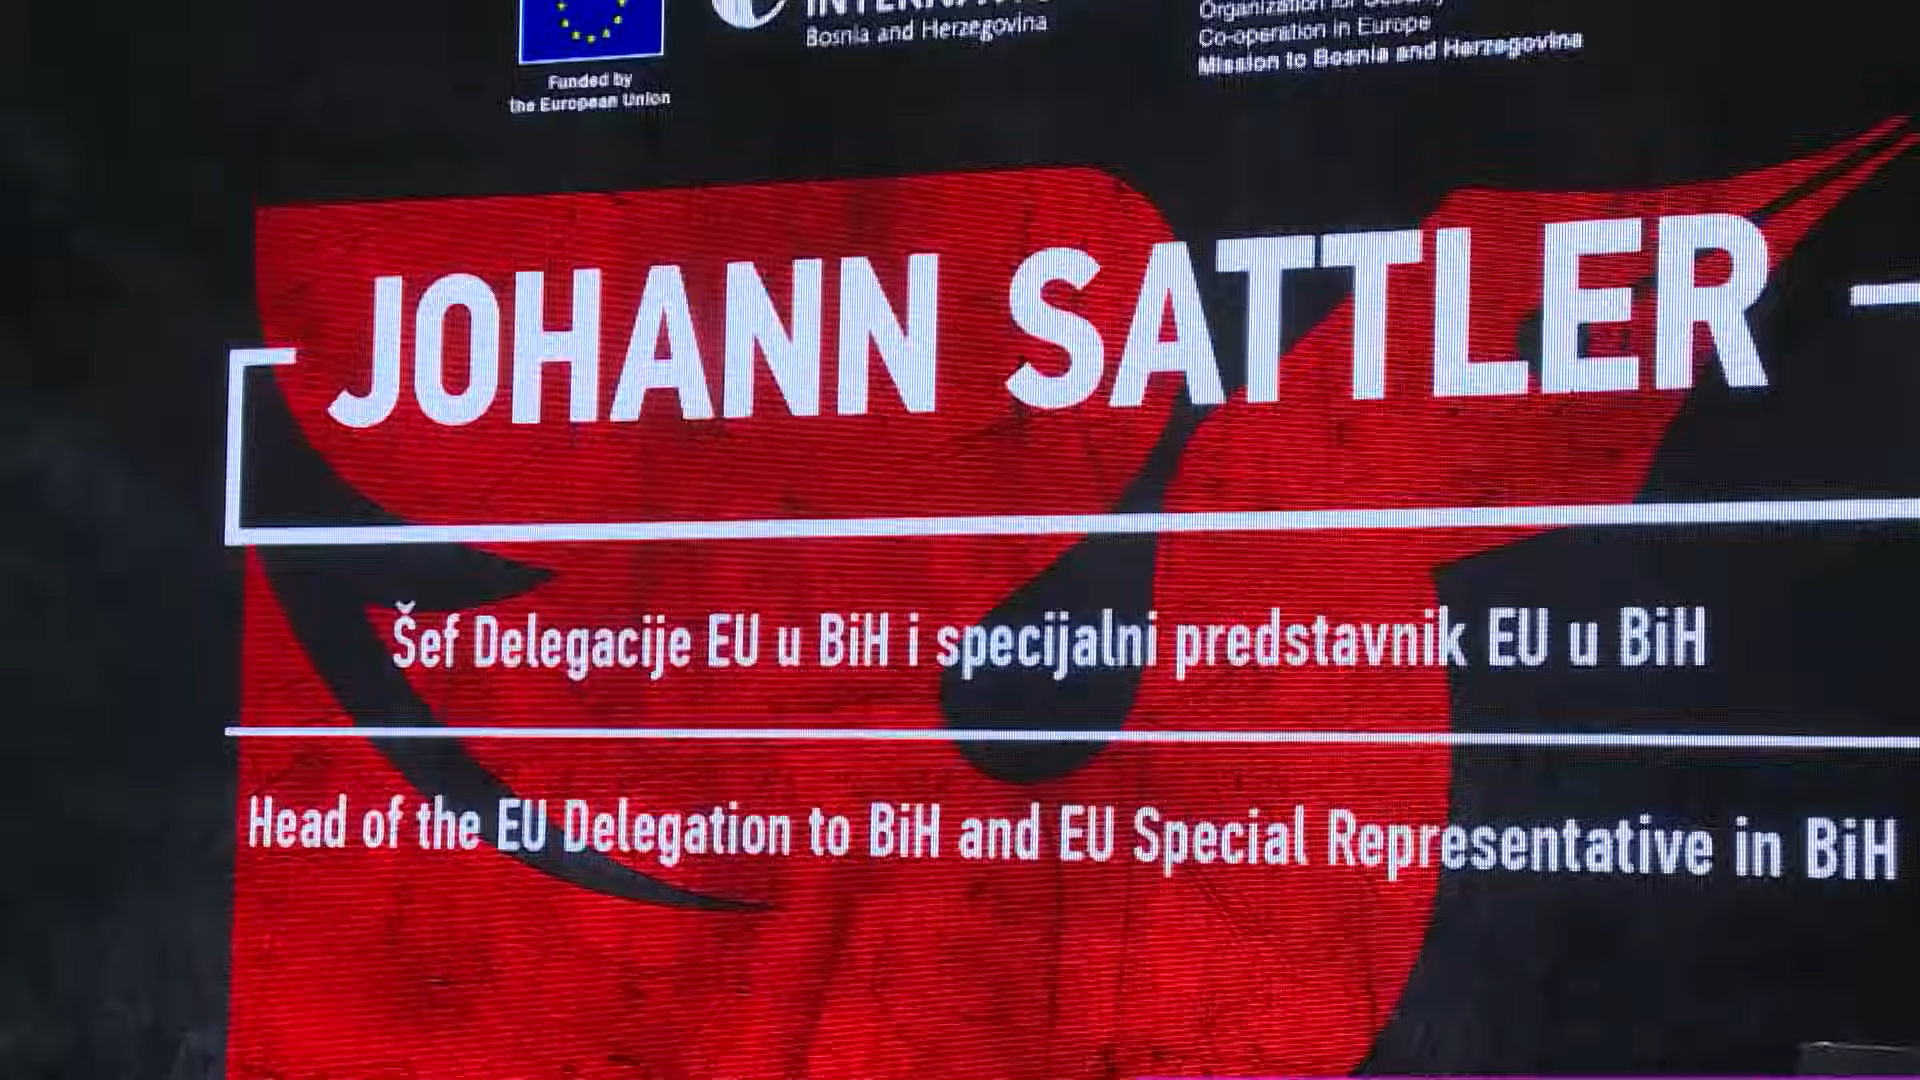 Funded by
the European Union
Bosnia and Herzegovina
Co-operation in Europe
Mission to Bosnia and Herzegovina
JOHANN SATTLER
Šef Delegacije EU u BiH i specijalni predstavnik EU u BiH
Head of the EU Delegation to BiH and EU Special Representative in BiH